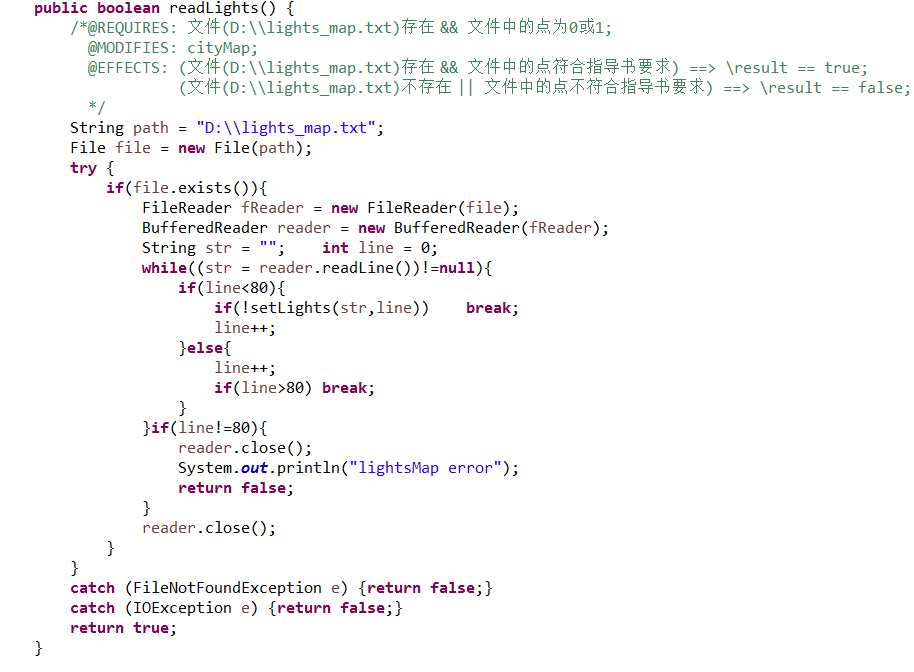 public boolean readLights() {
/*@REQUIRES: 文件(D:\\lights_map.txt)存在 && 文件中的点为0或1;
@MODIFIES: cityMap;
@EFFECTS: (文件(D:\\lights_map.txt)存在 && 文件中的点符合指导书要求) ==> \result == true;
(文件(D:\\lights_map.txt)不存在 || 文件中的点不符合指导书要求) ==> \result == false;
*/
String path = "D:\\lights_map.txt";
File file = new File(path);
try {
if(file.exists()){
FileReader fReader = new FileReader(file);
BufferedReader reader = new BufferedReader(fReader);
String str = "";    int line = 0;
while((str = reader.readLine())!=null){
if(line<80){
if(!setLights(str,line))    break;
line++;
}else{
line++;
if(line>80) break;
}
}if(line!=80){
reader.close();
System.out.println("lightsMap error");
return false;
}
reader.close();
}
}
catch (FileNotFoundException e) {return false;}
catch (IOException e) {return false;}
return true;
}